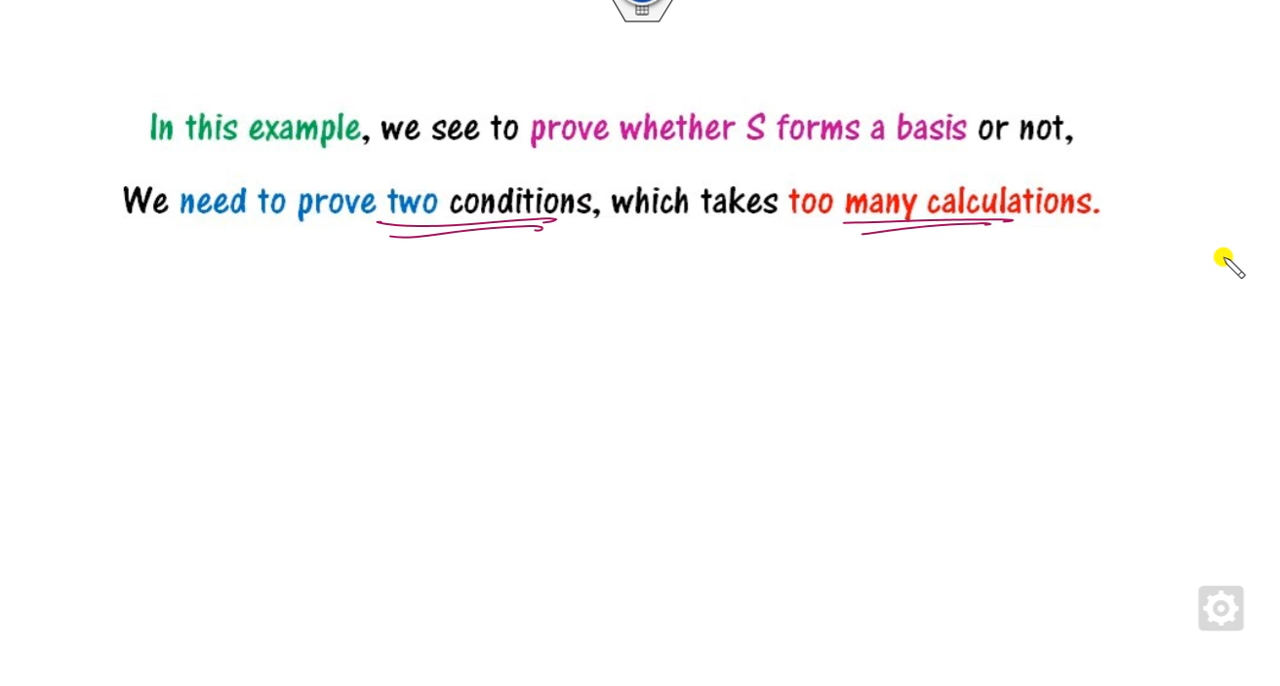 In this example, we see to prove whether S forms a basis or not,
We need to prove two conditions, which takes too many calculations.